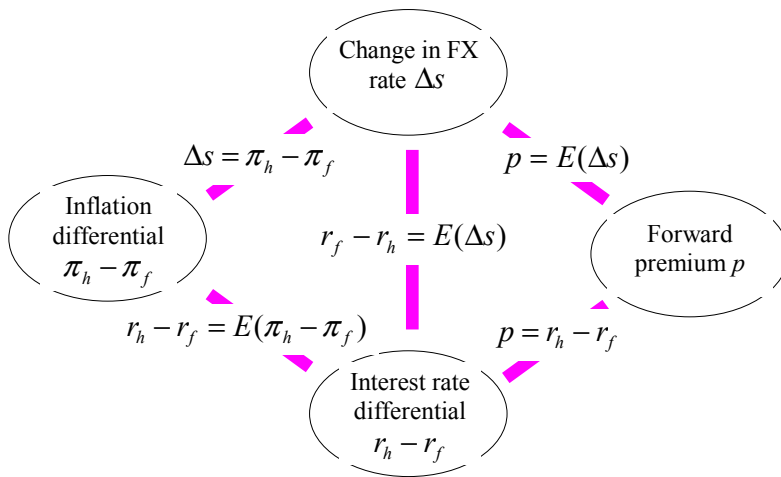 Change in FX
rate Δs
Δs = π_h − π_f
p = E(Δs)
Inflation
differential
π_h − π_f
r_f − r_h = E(Δs)
Forward
premium p
r_h − r_f = E(π_h − π_f)
p = r_h − r_f
Interest rate
differential
r_h − r_f